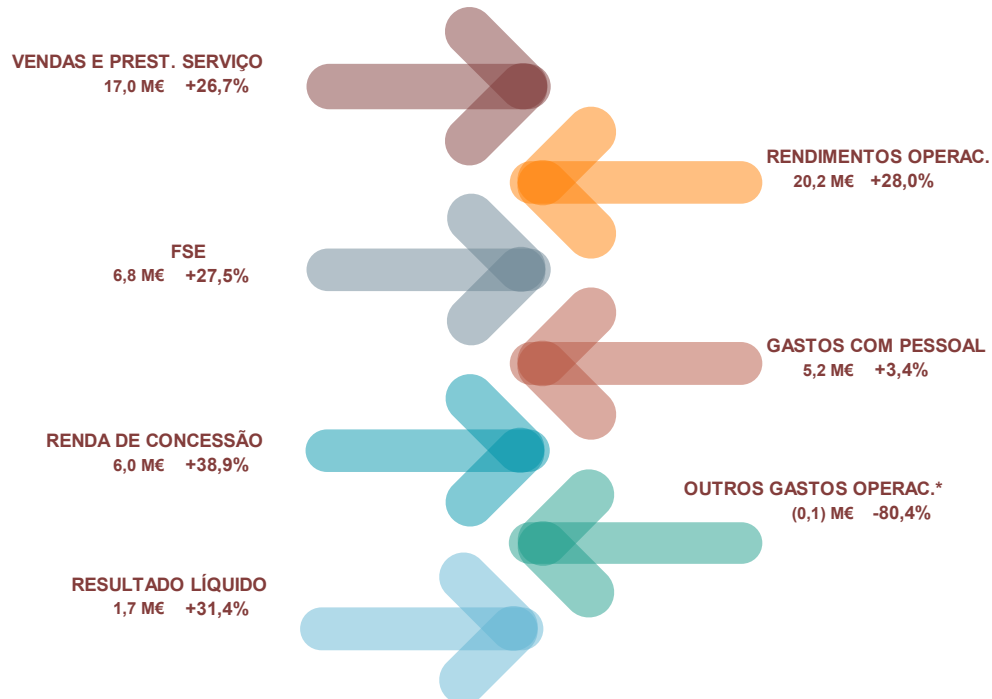 VENDAS E PREST. SERVIÇO
17,0 M€ +26,7%
RENDIMENTOS OPERAC.
20,2 M€ +28,0%
FSE
6,8 M€ +27,5%
GASTOS COM PESSOAL
5,2 M€ +3,4%
RENDA DE CONCESSÃO
6,0 M€ +38,9%
OUTROS GASTOS OPERAC.*
(0,1) M€ -80,4%
RESULTADO LÍQUIDO
1,7 M€ +31,4%